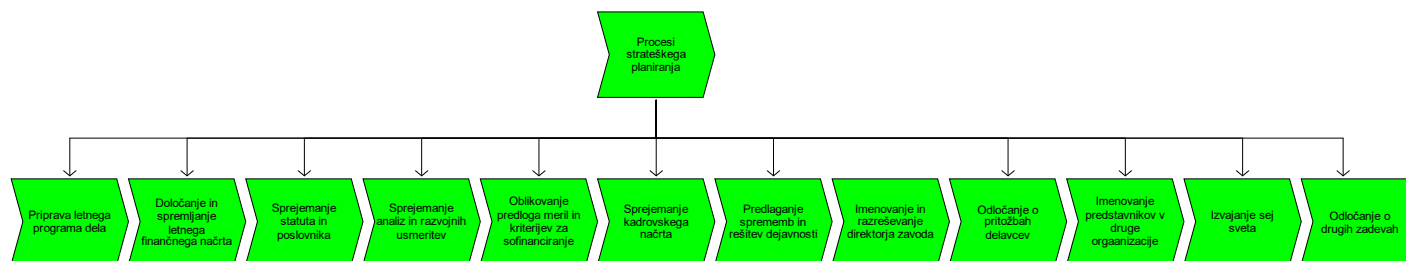 Procesi
strateškega
planiranja
Priprava letnega
programa dela
Določanje in
spremljanje
letnega
finančnega načrta
Sprejemanje
statuta in
poslovnika
Sprejemanje
analiz in razvojnih
usmeritev
Oblikovanje
predloga meril in
kriterijev za
sofinanciranje
Sprejemanje
kadrovskega
načrta
Predlaganje
sprememb in
rešitev dejavnosti
Imenovanje in
razreševanje
direktorja zavoda
Odločanje o
pritožbah
delavcev
Imenovanje
predstavnikov v
druge
orgaanizacije
Izvajanje sej
sveta
Odločanje o
drugih zadevah